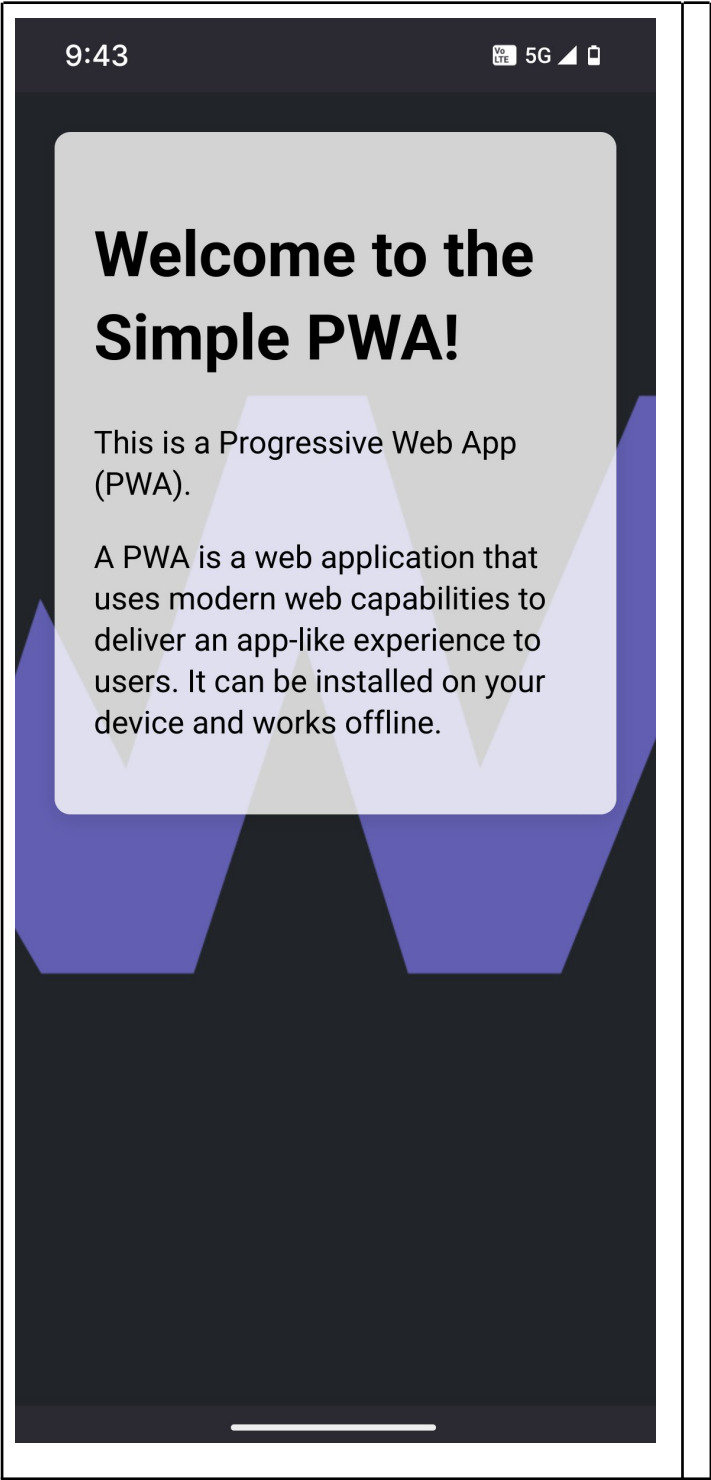 9:43 Vo LTE 5G
Welcome to the
Simple PWA!
This is a Progressive Web App
(PWA).
A PWA is a web application that
uses modern web capabilities to
deliver an app-like experience to
users. It can be installed on your
device and works offline.